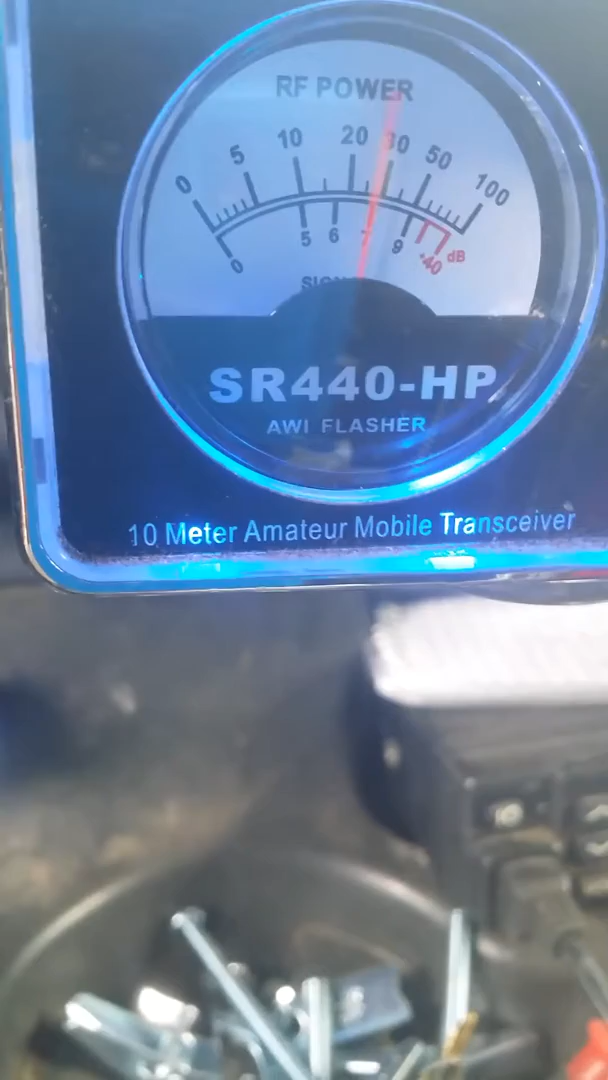 RF POWER
0 5 10 20 30 50 100
0 5 6 7 9 -40 dB
SR440-HP
AWI FLASHER
10 Meter Amateur Mobile Transceiver